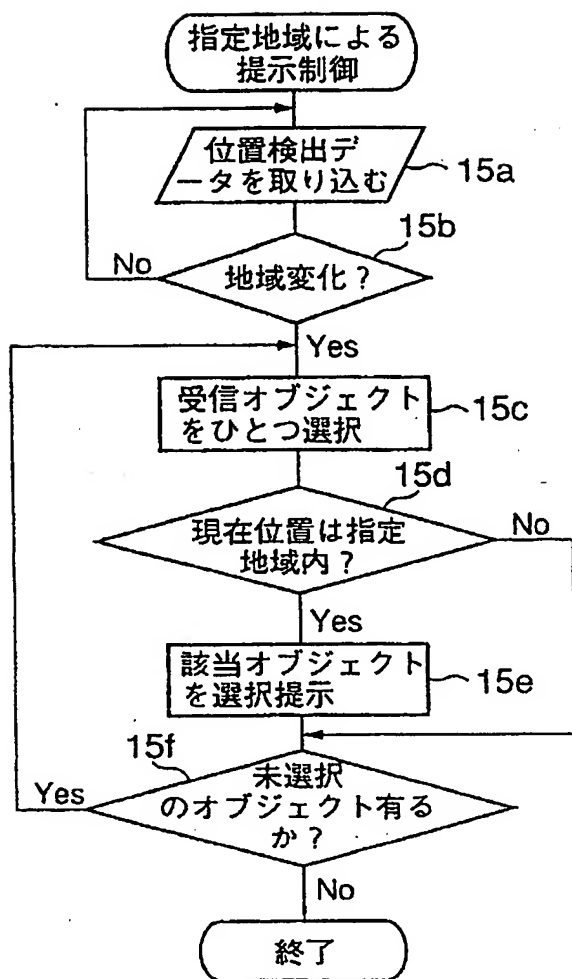 指定地域による
提示制御
位置検出デ
ータを取り込む
15a
15b
No
地域変化？
Yes
受信オブジェクト
をひとつ選択
15c
15d
現在位置は指定
地域内？
No
Yes
該当オブジェクト
を選択提示
15e
15f
Yes
未選択
のオブジェクト有る
か？
No
終了